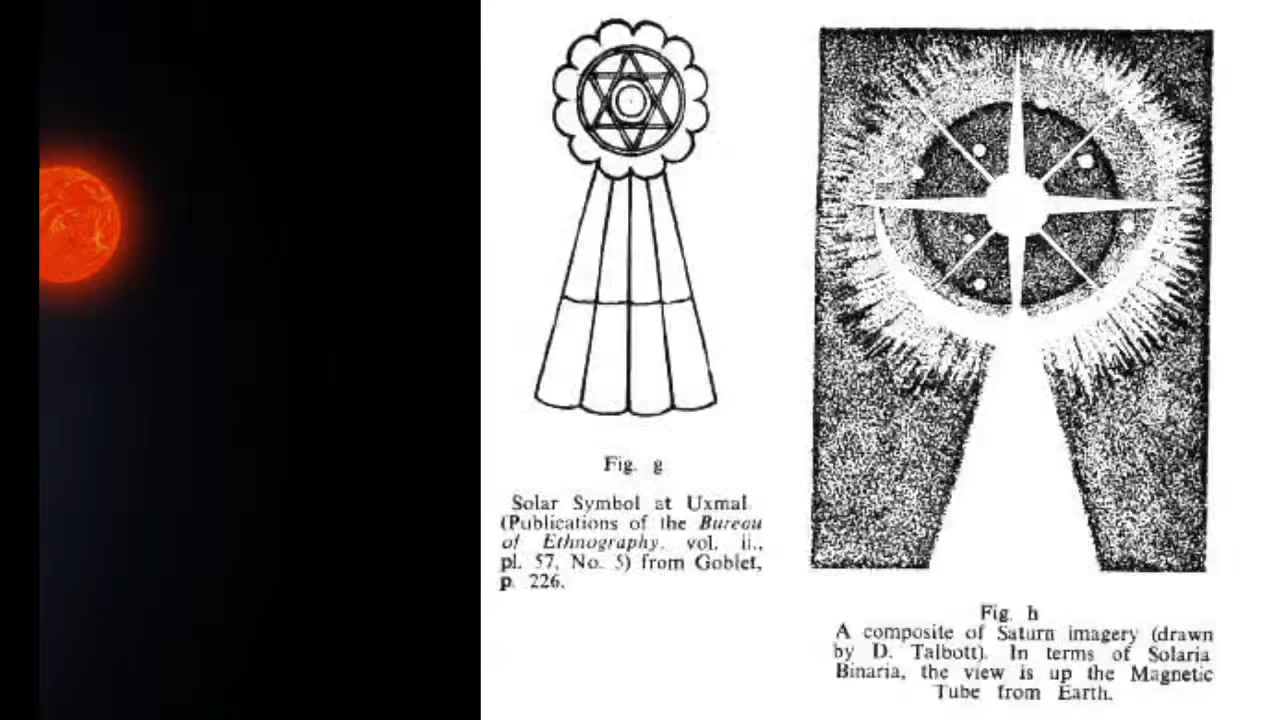 Fig. g
Solar Symbol at Uxmal
(Publications of the Bureau
of Ethnography, vol. ii.,
pl. 57, No. 5) from Goblet,
p. 226.
Fig. h
A composite of Saturn imagery (drawn
by D. Talbott). In terms of Solaria
Binaria, the view is up the Magnetic
Tube from Earth.